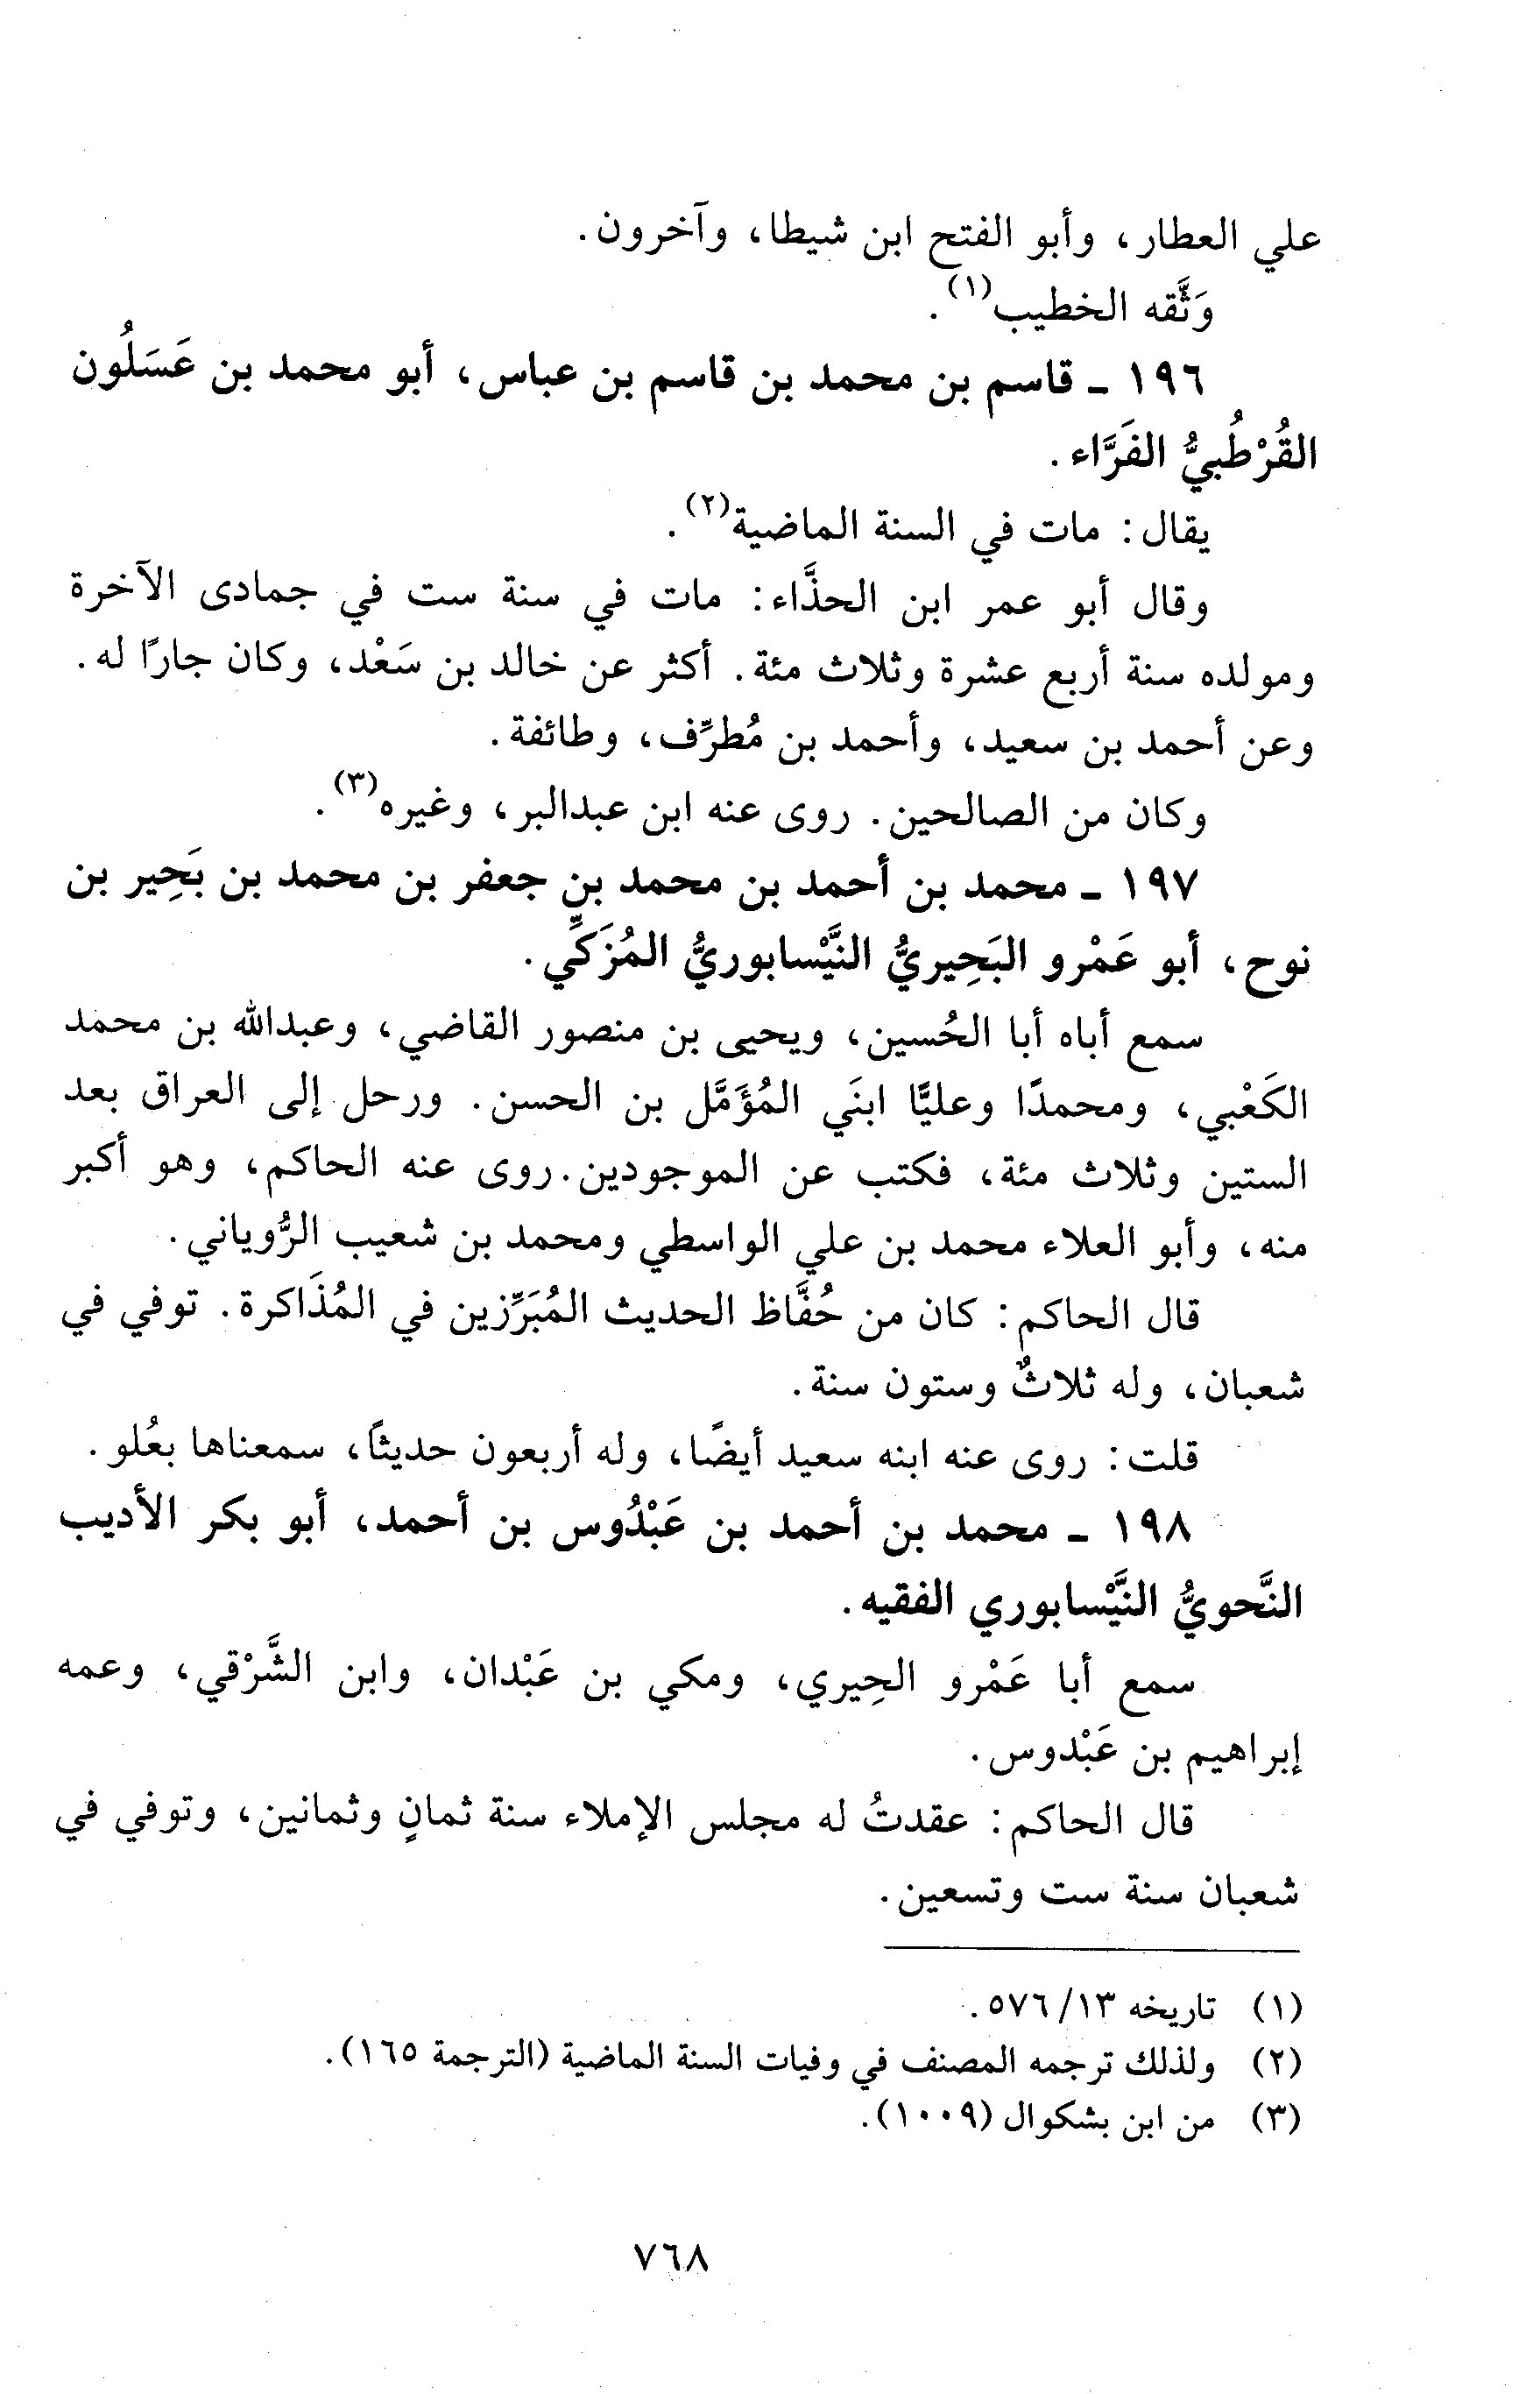 علي العطار، وأبو الفتح ابن شيطا، وآخرون.
وَثَّقه الخطيب(١).
١٩٦ ـ قاسم بن محمد بن قاسم بن عباس، أبو محمد بن عَسَلُون
القُرْطُبيُّ الفَرَّاء.
يقال: مات في السنة الماضية(٢).
وقال أبو عمر ابن الحذَّاء: مات في سنة ست في جمادى الآخرة
ومولده سنة أربع عشرة وثلاث مئة. أكثر عن خالد بن سَعْد، وكان جارًا له.
وعن أحمد بن سعيد، وأحمد بن مُطرِّف، وطائفة.
وكان من الصالحين. روى عنه ابن عبدالبر، وغيره(٣).
١٩٧ ـ محمد بن أحمد بن محمد بن جعفر بن محمد بن بَحِير بن
نوح، أبو عَمْرو البَحِيريُّ النَّيْسابوريُّ المُزَكِّي.
سمع أباه أبا الحُسين، ويحيى بن منصور القاضي، وعبدالله بن محمد
الكَعْبي، ومحمدًا وعليًّا ابنَي المُؤَمَّل بن الحسن. ورحل إلى العراق بعد
الستين وثلاث مئة، فكتب عن الموجودين. روى عنه الحاكم، وهو أكبر
منه، وأبو العلاء محمد بن علي الواسطي ومحمد بن شعيب الرُّوياني.
قال الحاكم: كان من حُفَّاظ الحديث المُبَرِّزين في المُذَاكرة. توفي في
شعبان، وله ثلاثٌ وستون سنة.
قلت: روى عنه ابنه سعيد أيضًا، وله أربعون حديثًا، سمعناها بعُلو.
١٩٨ ـ محمد بن أحمد بن عَبْدُوس بن أحمد، أبو بكر الأديب
النَّحويُّ النَّيْسابوري الفقيه.
سمع أبا عَمْرو الحِيري، ومكي بن عَبْدان، وابن الشَّرْقي، وعمه
إبراهيم بن عَبْدوس.
قال الحاكم: عقدتُ له مجلس الإملاء سنة ثمانٍ وثمانين، وتوفي في
شعبان سنة ست وتسعين.
(١) تاريخه ١٣/ ٥٧٦.
(٢) ولذلك ترجمه المصنف في وفيات السنة الماضية (الترجمة ١٦٥).
(٣) من ابن بشكوال (١٠٠٩).
٧٦٨